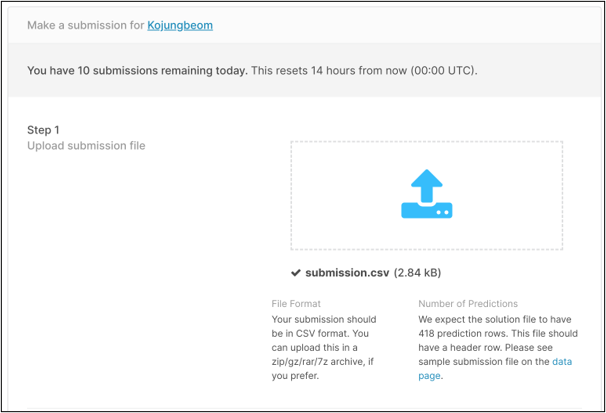 Make a submission for Kojungbeom
You have 10 submissions remaining today. This resets 14 hours from now (00:00 UTC).
Step 1
Upload submission file
submission.csv (2.84 kB)
File Format
Your submission should
be in CSV format. You
can upload this in a
zip/gz/rar/7z archive, if
you prefer.
Number of Predictions
We expect the solution file to have
418 prediction rows. This file should
have a header row. Please see
sample submission file on the data
page.